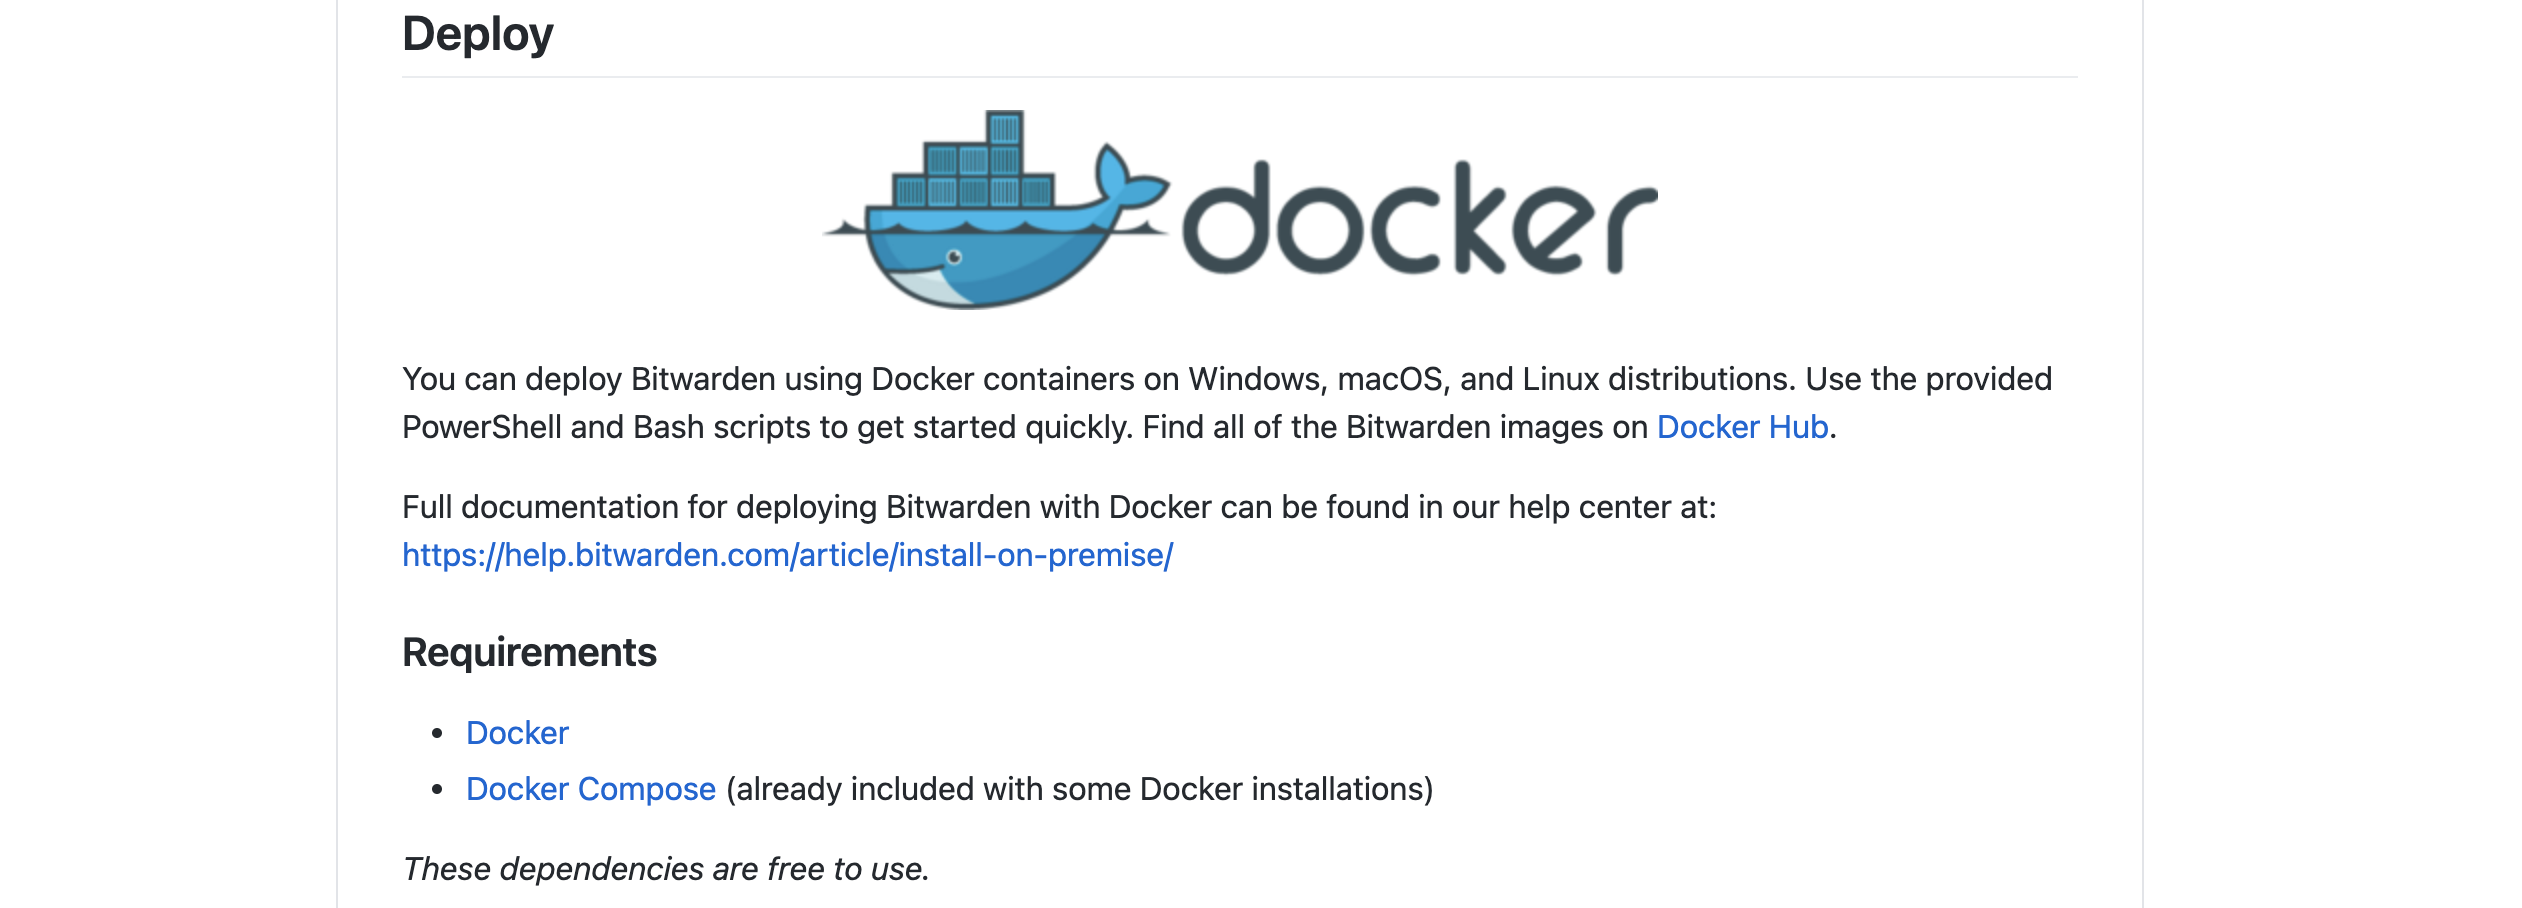 Deploy
docker
You can deploy Bitwarden using Docker containers on Windows, macOS, and Linux distributions. Use the provided
PowerShell and Bash scripts to get started quickly. Find all of the Bitwarden images on Docker Hub.
Full documentation for deploying Bitwarden with Docker can be found in our help center at:
https://help.bitwarden.com/article/install-on-premise/
Requirements
• Docker
• Docker Compose (already included with some Docker installations)
These dependencies are free to use.